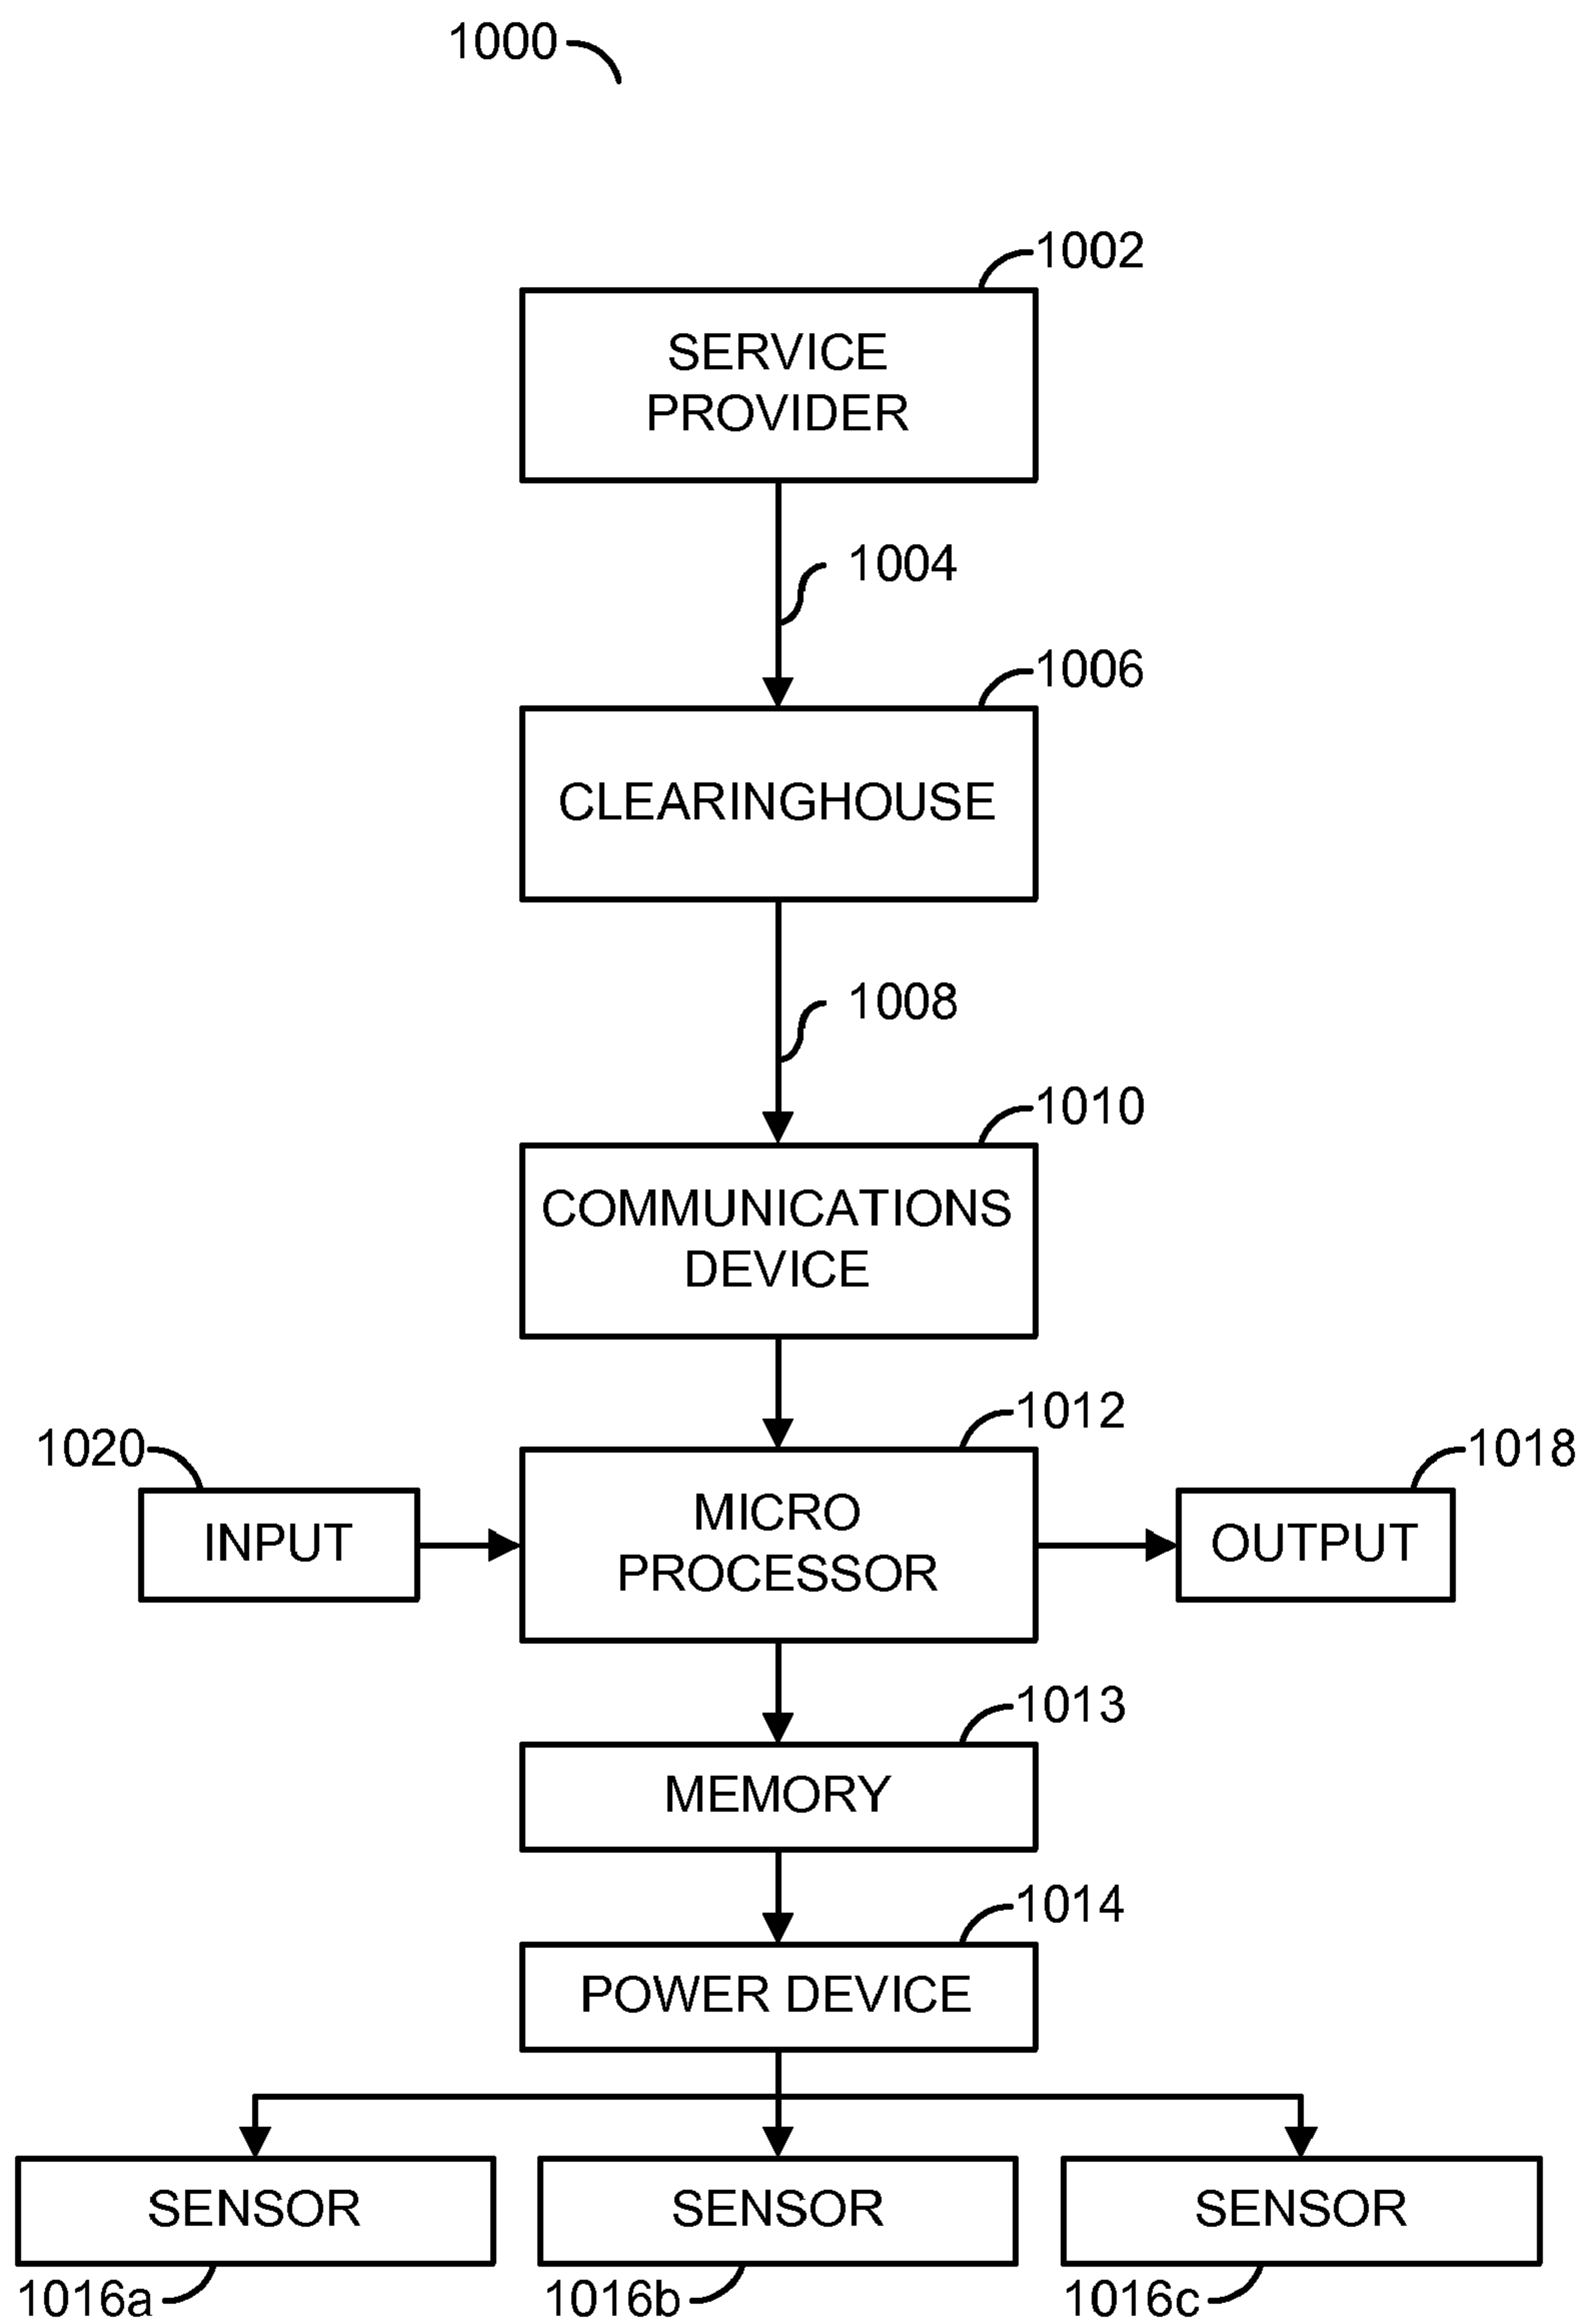 1000
1002
SERVICE
PROVIDER
1004
1006
CLEARINGHOUSE
1008
1010
COMMUNICATIONS
DEVICE
1012
1020
1018
INPUT
MICRO
PROCESSOR
OUTPUT
1013
MEMORY
1014
POWER DEVICE
SENSOR
SENSOR
SENSOR
1016a
1016b
1016c